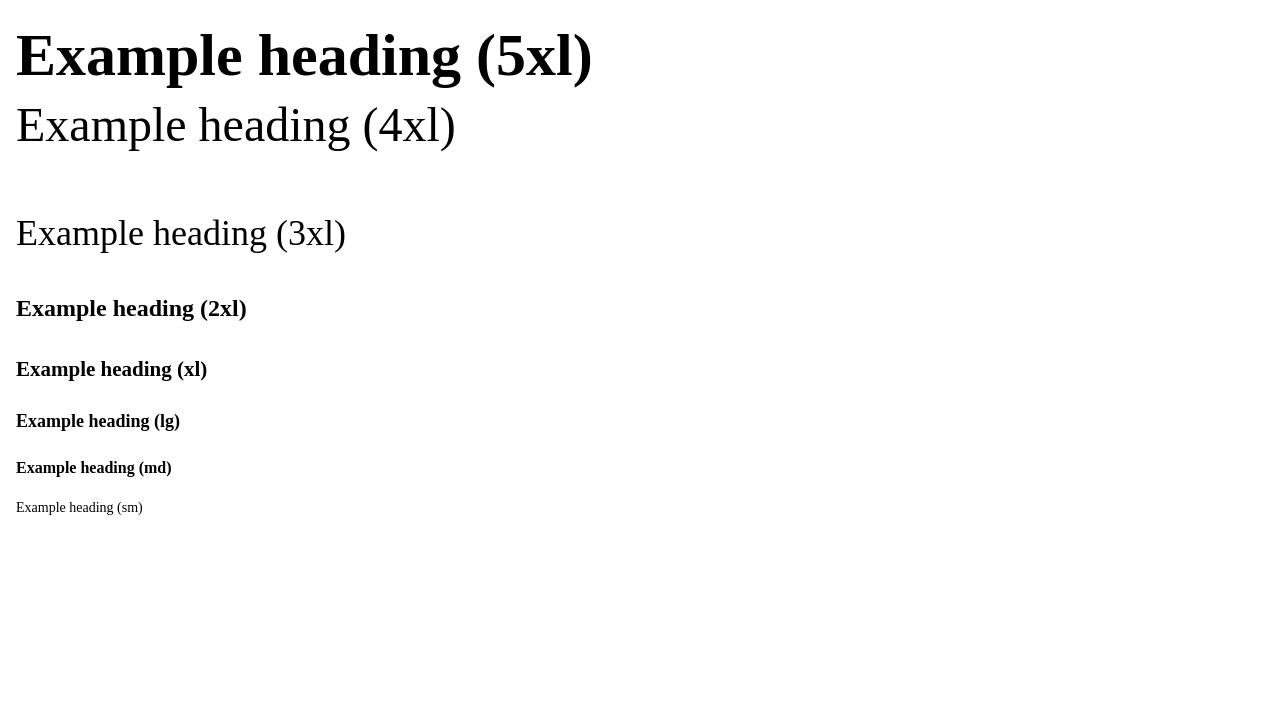 Example heading (5xl)
Example heading (4xl)
Example heading (3xl)
Example heading (2xl)
Example heading (xl)
Example heading (lg)
Example heading (md)
Example heading (sm)